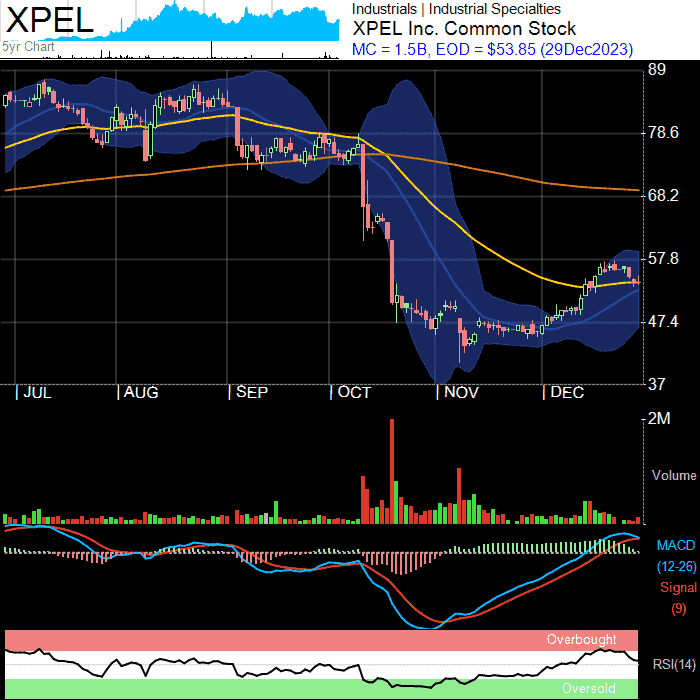 XPEL
5yr Chart
Industrials | Industrial Specialties
XPEL Inc. Common Stock
MC = 1.5B, EOD = $53.85 (29Dec2023)
89
78.6
68.2
57.8
47.4
37
| JUL | AUG | SEP | OCT | NOV | DEC
2M
Volume
MACD
(12-26)
Signal
(9)
Overbought
RSI(14)
Oversold